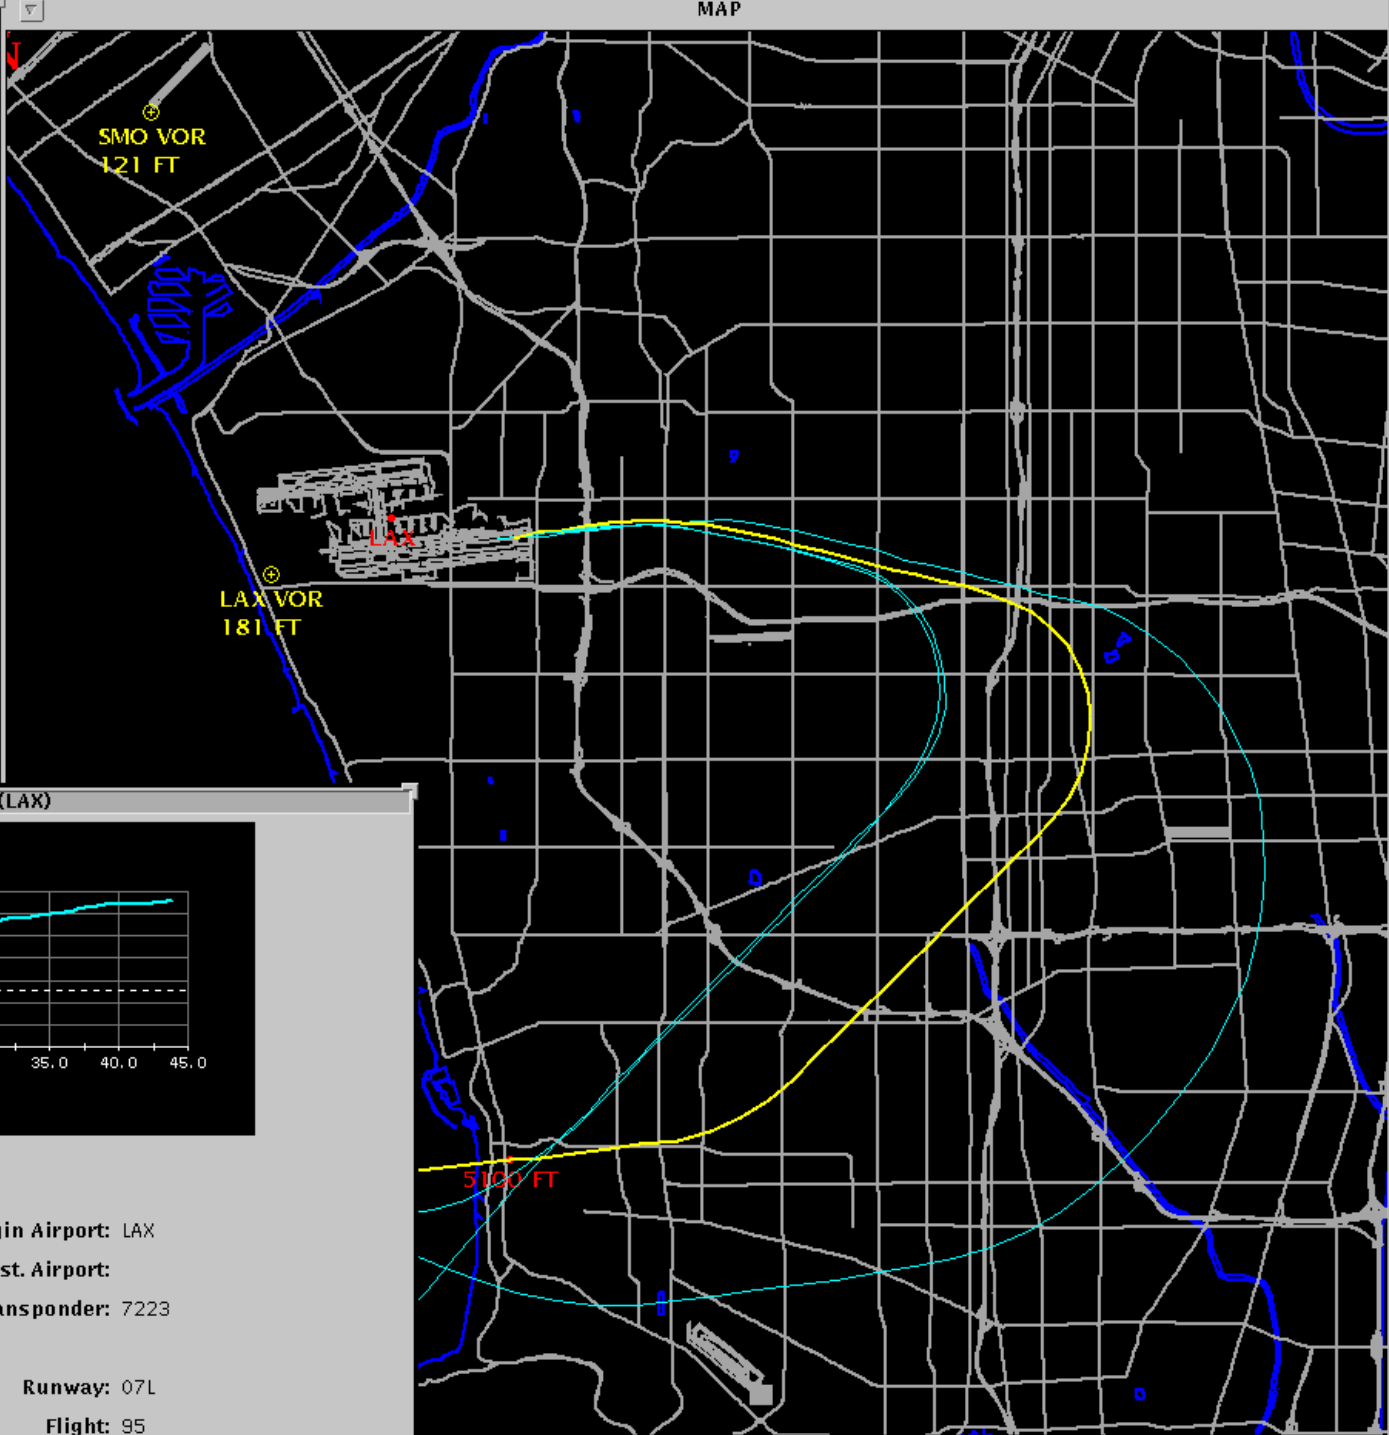 MAP
N
SMO VOR
121 FT
LAX
LAX VOR
181 FT
(LAX)
35.0 40.0 45.0
5100 FT
gin Airport: LAX
st. Airport:
ansponder: 7223
Runway: 07L
Flight: 95